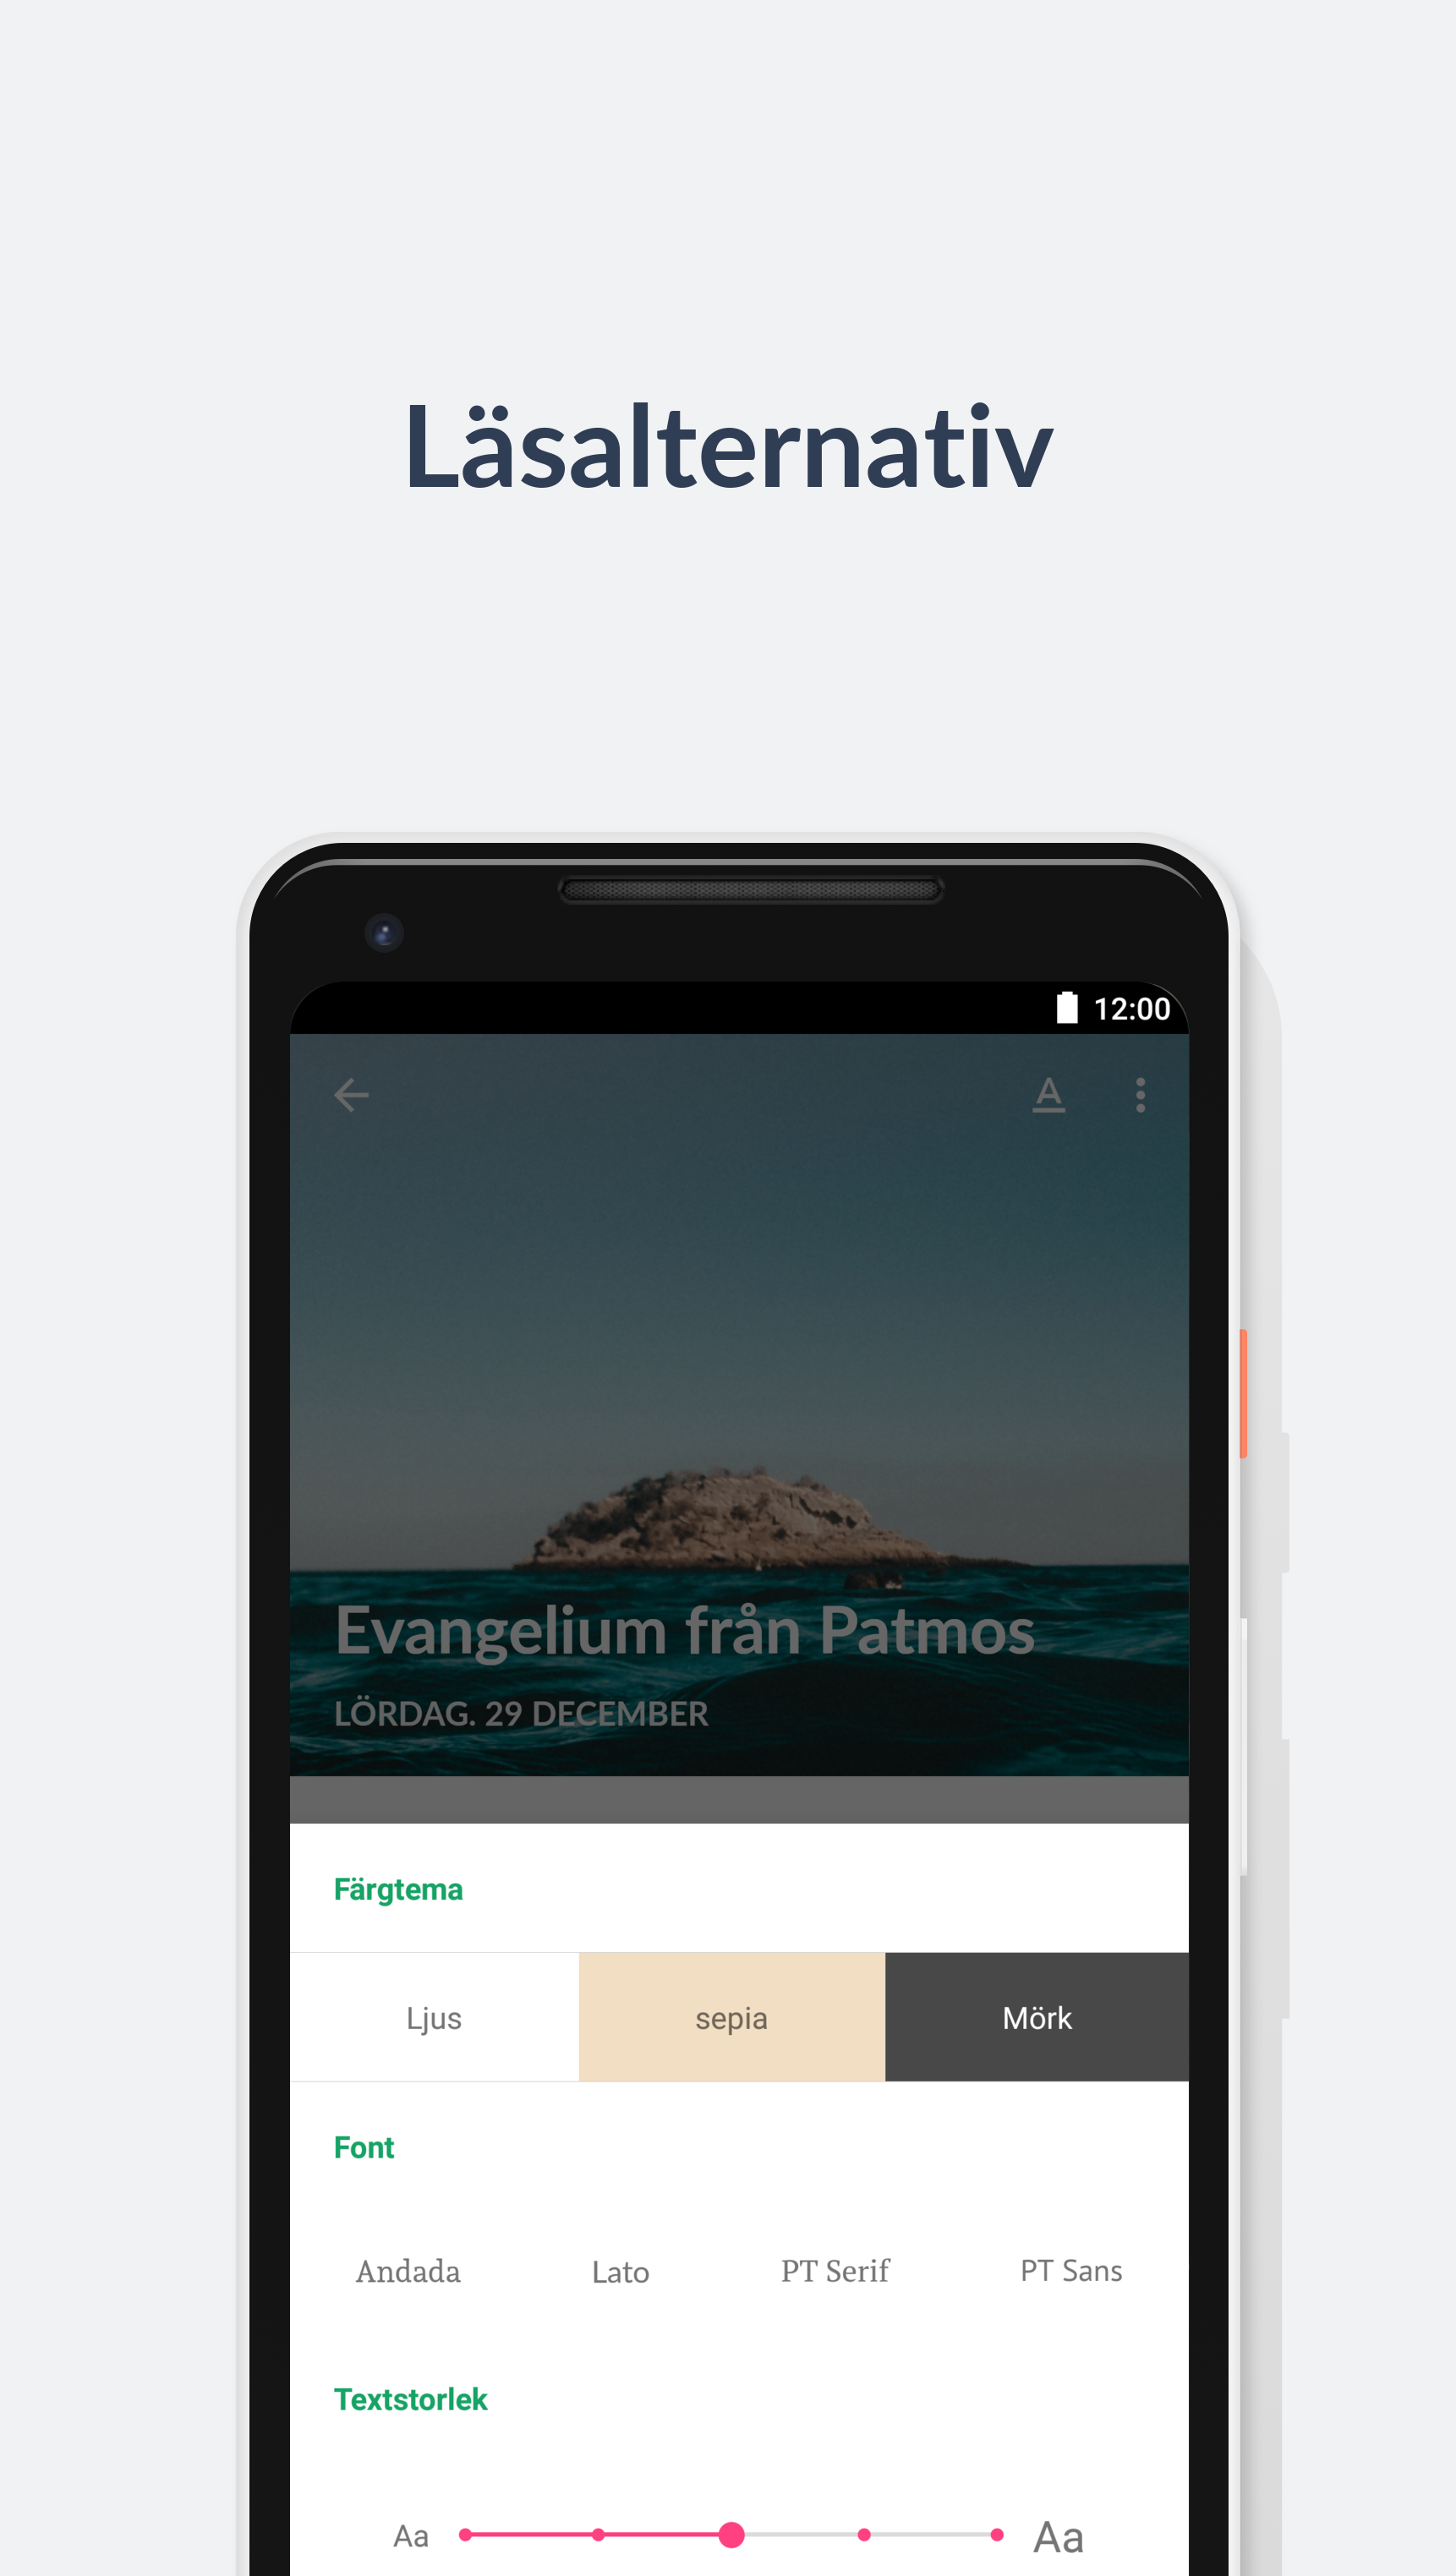 Läsalternativ
12:00
A
Evangelium från Patmos
LÖRDAG. 29 DECEMBER
Färgtema
Ljus sepia Mörk
Font
Andada Lato PT Serif PT Sans
Textstorlek
Aa Aa